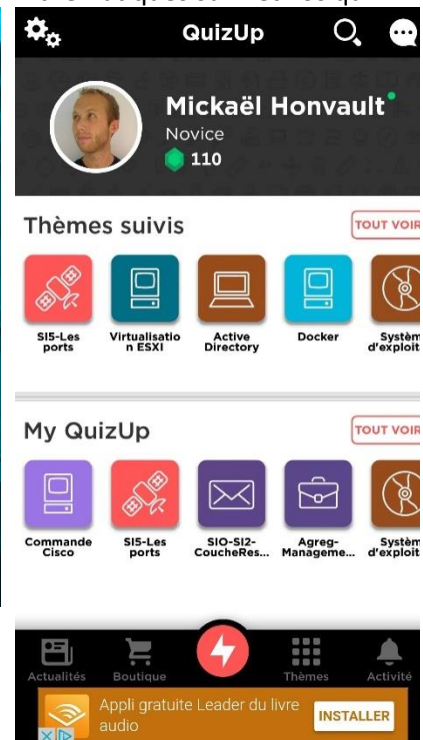 QuizUp
Mickaël Honvault
Novice
110
Thèmes suivis
TOUT VOIR
SI5-Les
ports
Virtualisatio
n ESXI
Active
Directory
Docker
Systèm
d'exploit
My QuizUp
TOUT VOIR
Commande
Cisco
SI5-Les
ports
SIO-SI2-
CoucheRes...
Agreg-
Manageme...
Systèm
d'exploit
Actualités
Boutique
Thèmes
Activité
Appli gratuite Leader du livre
audio
INSTALLER